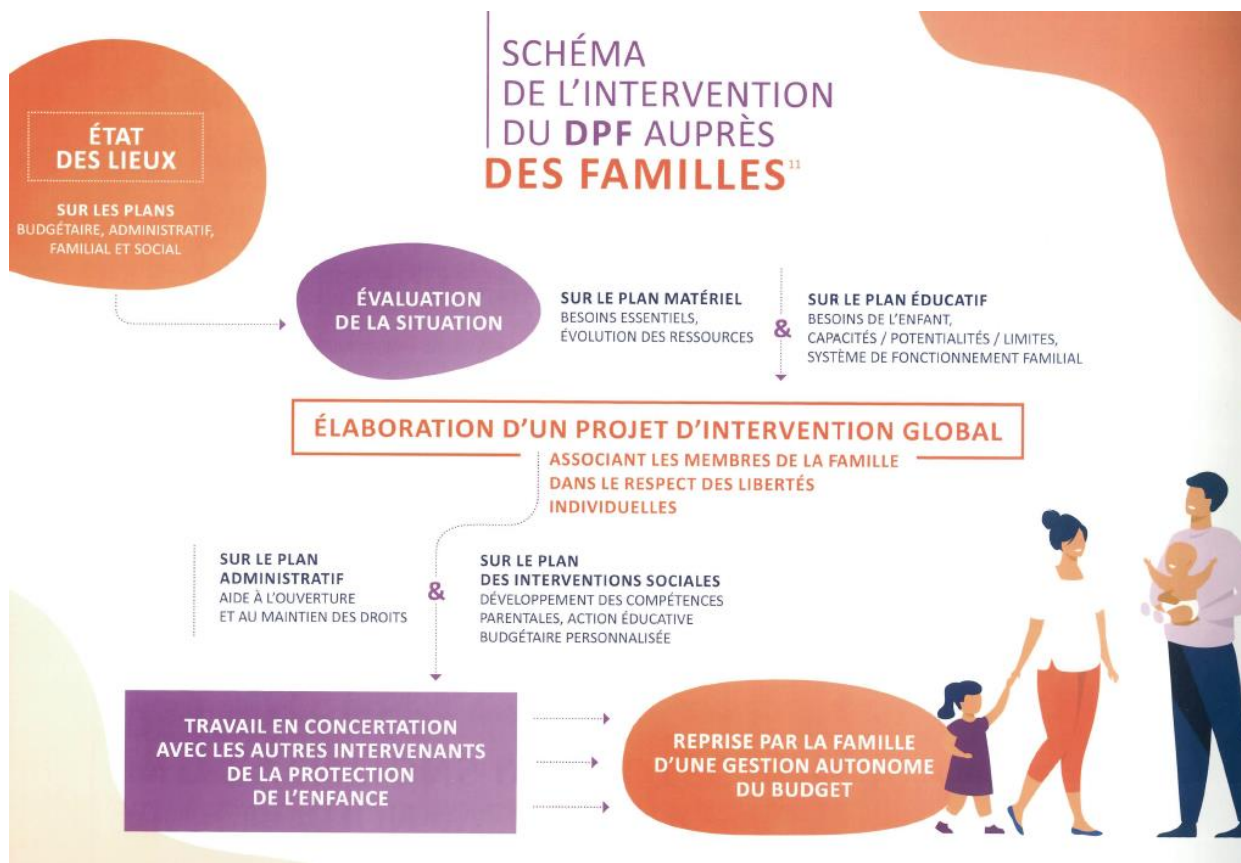 SCHÉMA
DE L'INTERVENTION
DU DPF AUPRÈS
DES FAMILLES¹¹
ÉTAT
DES LIEUX
SUR LES PLANS
BUDGÉTAIRE, ADMINISTRATIF,
FAMILIAL ET SOCIAL
ÉVALUATION
DE LA SITUATION
SUR LE PLAN MATÉRIEL
BESOINS ESSENTIELS,
ÉVOLUTION DES RESSOURCES
&
SUR LE PLAN ÉDUCATIF
BESOINS DE L'ENFANT,
CAPACITÉS / POTENTIALITÉS / LIMITES,
SYSTÈME DE FONCTIONNEMENT FAMILIAL
ÉLABORATION D'UN PROJET D'INTERVENTION GLOBAL
ASSOCIANT LES MEMBRES DE LA FAMILLE
DANS LE RESPECT DES LIBERTÉS
INDIVIDUELLES
SUR LE PLAN
ADMINISTRATIF
AIDE À L'OUVERTURE
ET AU MAINTIEN DES DROITS
&
SUR LE PLAN
DES INTERVENTIONS SOCIALES
DÉVELOPPEMENT DES COMPÉTENCES
PARENTALES, ACTION ÉDUCATIVE
BUDGÉTAIRE PERSONNALISÉE
TRAVAIL EN CONCERTATION
AVEC LES AUTRES INTERVENANTS
DE LA PROTECTION
DE L'ENFANCE
REPRISE PAR LA FAMILLE
D'UNE GESTION AUTONOME
DU BUDGET